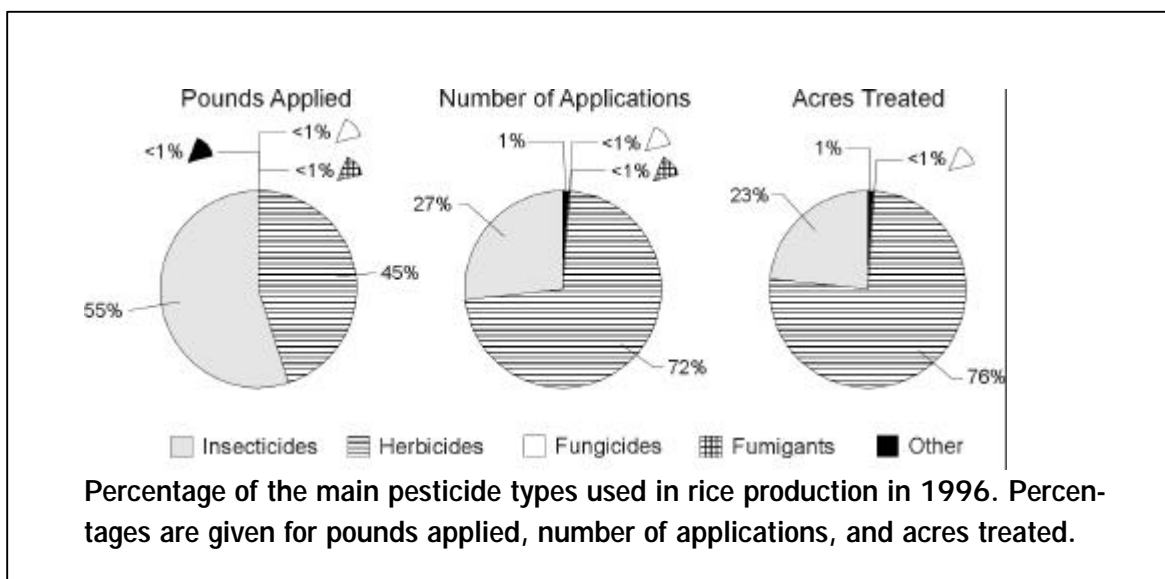 Pounds Applied
<1%
<1%
<1%
45%
55%
Number of Applications
1%
<1%
<1%
27%
72%
Acres Treated
1%
<1%
23%
76%
Insecticides Herbicides Fungicides Fumigants Other
Percentage of the main pesticide types used in rice production in 1996. Percen-
tages are given for pounds applied, number of applications, and acres treated.